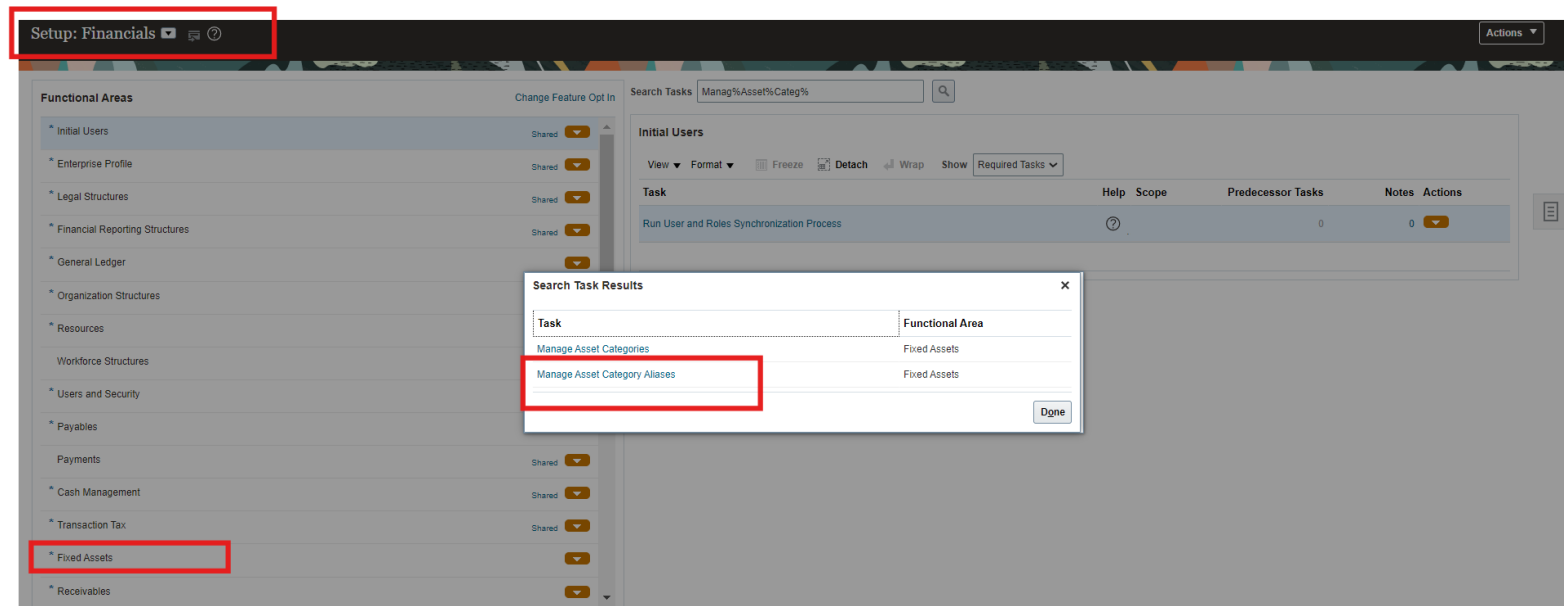 Setup: Financials
Actions
Functional Areas
Change Feature Opt In
Search Tasks Manag%Asset%Categ%
* Initial Users Shared
* Enterprise Profile Shared
* Legal Structures Shared
* Financial Reporting Structures Shared
* General Ledger
* Organization Structures
* Resources
Workforce Structures
* Users and Security
* Payables
Payments Shared
* Cash Management Shared
* Transaction Tax Shared
* Fixed Assets
* Receivables
Initial Users
View Format Freeze Detach Wrap Show Required Tasks
Task Help Scope Predecessor Tasks Notes Actions
Run User and Roles Synchronization Process ? 0 0
Search Task Results
Task Functional Area
Manage Asset Categories Fixed Assets
Manage Asset Category Aliases Fixed Assets
Done